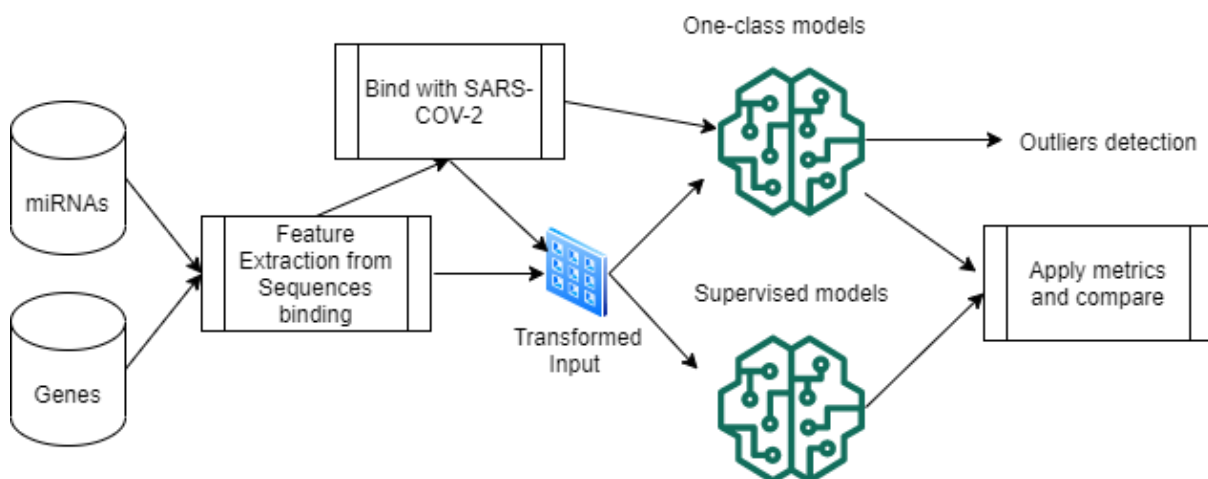 One-class models
Bind with SARS-
COV-2
Outliers detection
miRNAs
Feature
Extraction from
Sequences
binding
Apply metrics
and compare
Supervised models
Transformed
Input
Genes